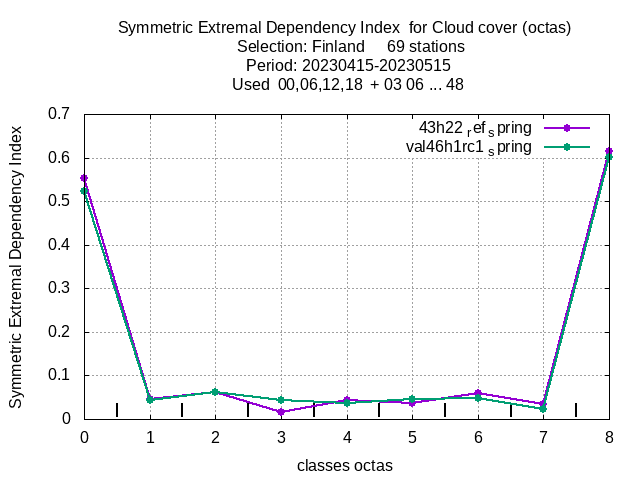 Symmetric Extremal Dependency Index  for Cloud cover (octas)
Selection: Finland     69 stations
Period: 20230415-20230515
Used  00,06,12,18  + 03 06 ... 48
43h22 ref spring
val46h1rc1 spring
Symmetric Extremal Dependency Index
0.7
0.6
0.5
0.4
0.3
0.2
0.1
0
0 1 2 3 4 5 6 7 8
classes octas